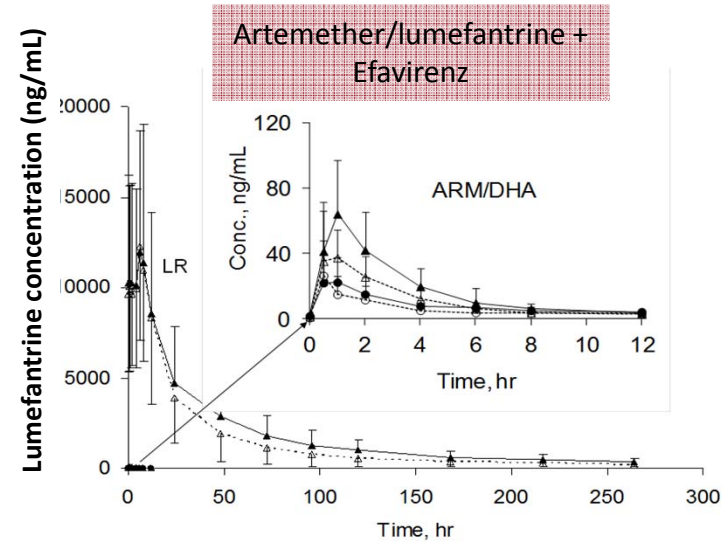 Artemether/lumefantrine +
Efavirenz
Lumefantrine concentration (ng/mL)
20000
15000
10000
5000
0
LR
0
50
100
150
200
250
300
Time, hr
Conc., ng/mL
120
80
40
0
ARM/DHA
0
2
4
6
8
10
12
Time, hr